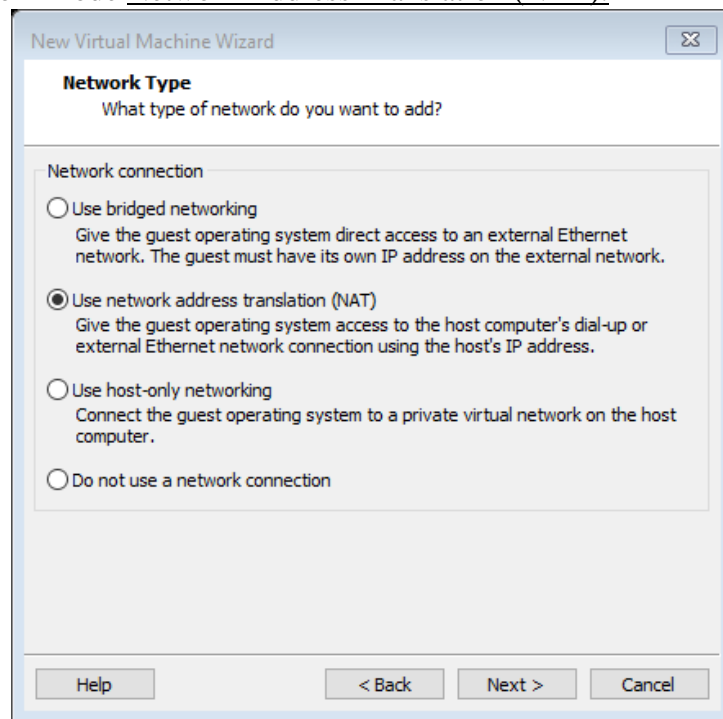 New Virtual Machine Wizard
Network Type
What type of network do you want to add?
Network connection
Use bridged networking
Give the guest operating system direct access to an external Ethernet
network. The guest must have its own IP address on the external network.
Use network address translation (NAT)
Give the guest operating system access to the host computer's dial-up or
external Ethernet network connection using the host's IP address.
Use host-only networking
Connect the guest operating system to a private virtual network on the host
computer.
Do not use a network connection
Help
< Back
Next >
Cancel